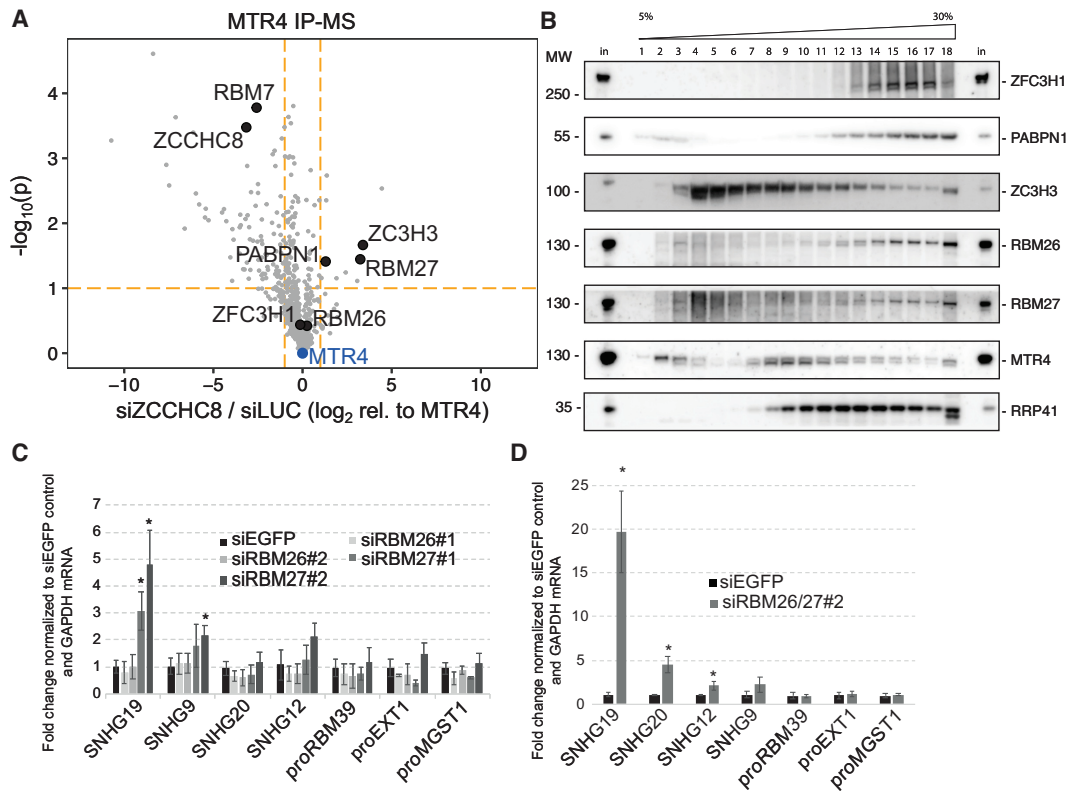 A
MTR4 IP-MS
RBM7
ZCCHC8
ZC3H3
PABPN1
RBM27
ZFC3H1
RBM26
MTR4
4
3
2
1
0
-log10(p)
−10 −5 0 5 10
siZCCHC8 / siLUC (log2 rel. to MTR4)
B
5% 30%
MW in 1 2 3 4 5 6 7 8 9 10 11 12 13 14 15 16 17 18 in
250 - - ZFC3H1
55 - - PABPN1
100 - - ZC3H3
130 - - RBM26
130 - - RBM27
130 - - MTR4
35 - - RRP41
C
Fold change normalized to siEGFP control
and GAPDH mRNA
7
6
5
4
3
2
1
0
siEGFP siRBM26#1
siRBM26#2 siRBM27#1
siRBM27#2
* * *
SNHG19 SNHG9 SNHG20 SNHG12 proRBM39 proEXT1 proMGST1
D
Fold change normalized to siEGFP control
and GAPDH mRNA
25
20
15
10
5
0
siEGFP
siRBM26/27#2
* * *
SNHG19 SNHG20 SNHG12 SNHG9 proRBM39 proEXT1 proMGST1